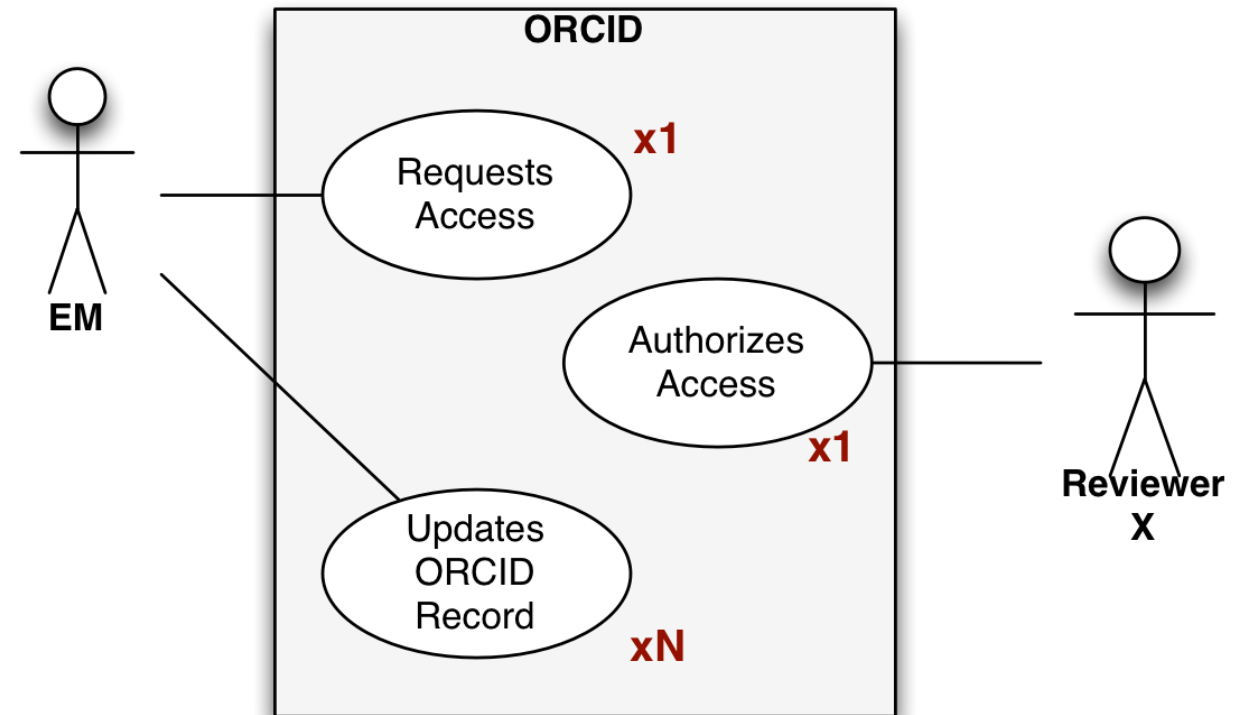 ORCID
x1
Requests
Access
EM
Authorizes
Access
x1
Reviewer
X
Updates
ORCID
Record
xN